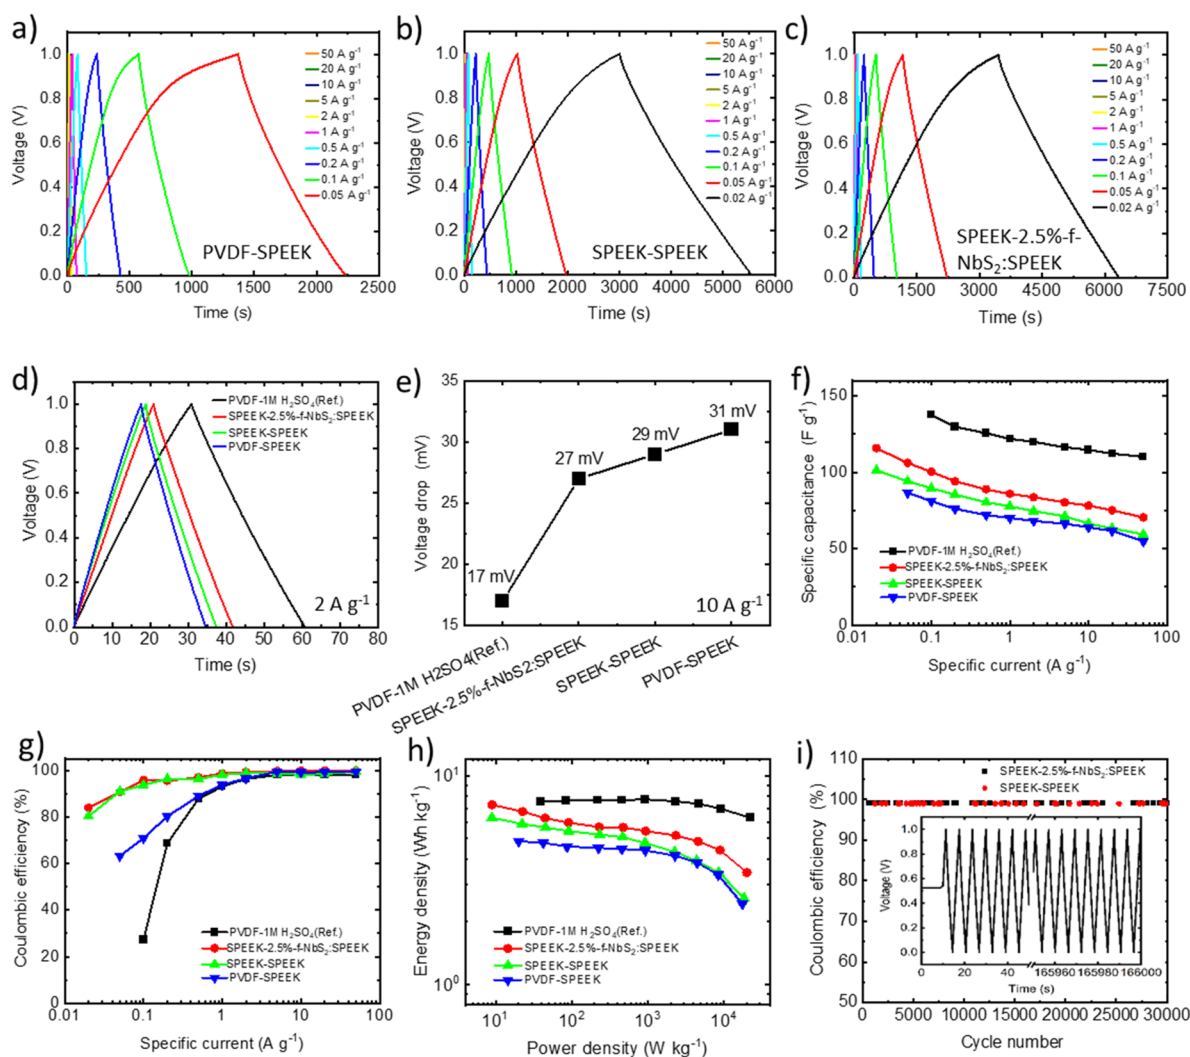 a)
Voltage (V)
1.0
0.8
0.6
0.4
0.2
0.0
50 A g⁻¹
20 A g⁻¹
10 A g⁻¹
5 A g⁻¹
2 A g⁻¹
1 A g⁻¹
0.5 A g⁻¹
0.2 A g⁻¹
0.1 A g⁻¹
0.05 A g⁻¹
PVDF-SPEEK
0 500 1000 1500 2000 2500
Time (s)
b)
Voltage (V)
1.0
0.8
0.6
0.4
0.2
0.0
50 A g⁻¹
20 A g⁻¹
10 A g⁻¹
5 A g⁻¹
2 A g⁻¹
1 A g⁻¹
0.5 A g⁻¹
0.2 A g⁻¹
0.1 A g⁻¹
0.05 A g⁻¹
0.02 A g⁻¹
SPEEK-SPEEK
0 1000 2000 3000 4000 5000 6000
Time (s)
c)
Voltage (V)
1.0
0.8
0.6
0.4
0.2
0.0
50 A g⁻¹
20 A g⁻¹
10 A g⁻¹
5 A g⁻¹
2 A g⁻¹
1 A g⁻¹
0.5 A g⁻¹
0.2 A g⁻¹
0.1 A g⁻¹
0.05 A g⁻¹
0.02 A g⁻¹
SPEEK-2.5%-f-
NbS₂:SPEEK
0 1500 3000 4500 6000 7500
Time (s)
d)
Voltage (V)
1.0
0.8
0.6
0.4
0.2
0.0
PVDF-1M H₂SO₄(Ref.)
SPEEK-2.5%-f-NbS₂:SPEEK
SPEEK-SPEEK
PVDF-SPEEK
2 A g⁻¹
0 10 20 30 40 50 60 70 80
Time (s)
e)
Voltage drop (mV)
35
30
25
20
15
17 mV
27 mV
29 mV
31 mV
10 A g⁻¹
PVDF-1M H2SO4(Ref.)
SPEEK-2.5%-f-NbS2:SPEEK
SPEEK-SPEEK
PVDF-SPEEK
f)
Specific capacitance (F g⁻¹)
150
100
50
0
PVDF-1M H₂SO₄(Ref.)
SPEEK-2.5%-f-NbS₂:SPEEK
SPEEK-SPEEK
PVDF-SPEEK
0.01 0.1 1 10 100
Specific current (A g⁻¹)
g)
Coulombic efficiency (%)
100
80
60
40
20
0
PVDF-1M H₂SO₄(Ref.)
SPEEK-2.5%-f-NbS₂:SPEEK
SPEEK-SPEEK
PVDF-SPEEK
0.01 0.1 1 10 100
Specific current (A g⁻¹)
h)
Energy density (Wh kg⁻¹)
10¹
10⁰
PVDF-1M H₂SO₄(Ref.)
SPEEK-2.5%-f-NbS₂:SPEEK
SPEEK-SPEEK
PVDF-SPEEK
10¹ 10² 10³ 10⁴
Power density (W kg⁻¹)
i)
Coulombic efficiency (%)
110
100
90
80
70
60
50
SPEEK-2.5%-f-NbS₂:SPEEK
SPEEK-SPEEK
Voltage (V)
1.0
0.8
0.6
0.4
0.2
0.0
0 20 40 165960 165980 166000
Time (s)
0 5000 10000 15000 20000 25000 30000
Cycle number